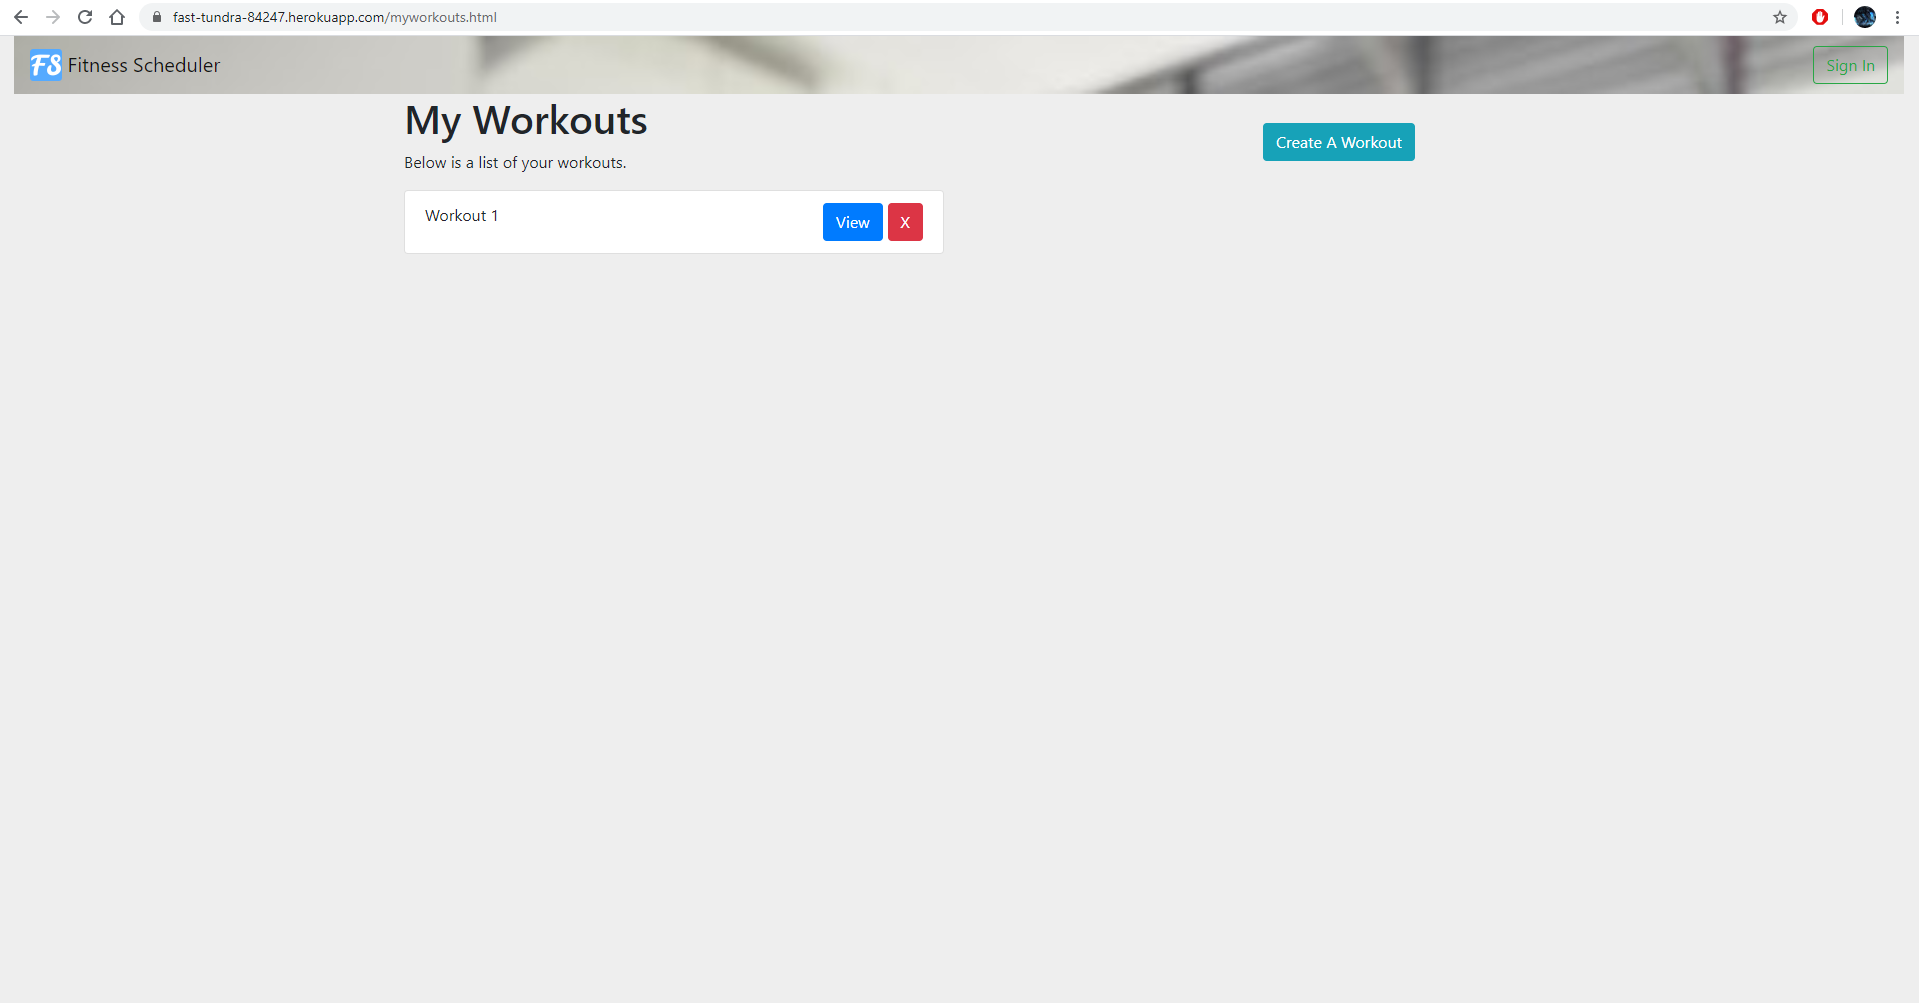 fast-tundra-84247.herokuapp.com/myworkouts.html
FS Fitness Scheduler
Sign In
My Workouts
Create A Workout
Below is a list of your workouts.
Workout 1
View
X